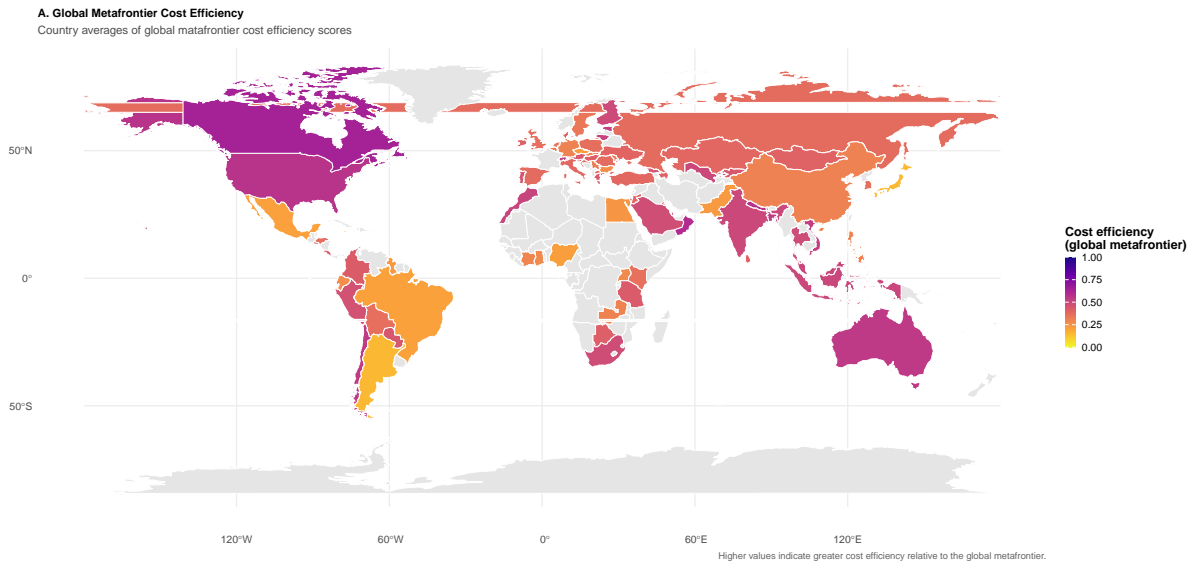 A. Global Metafrontier Cost Efficiency
Country averages of global matafrontier cost efficiency scores
50°N
0°
50°S
120°W
60°W
0°
60°E
120°E
Cost efficiency
(global metafrontier)
1.00
0.75
0.50
0.25
0.00
Higher values indicate greater cost efficiency relative to the global metafrontier.